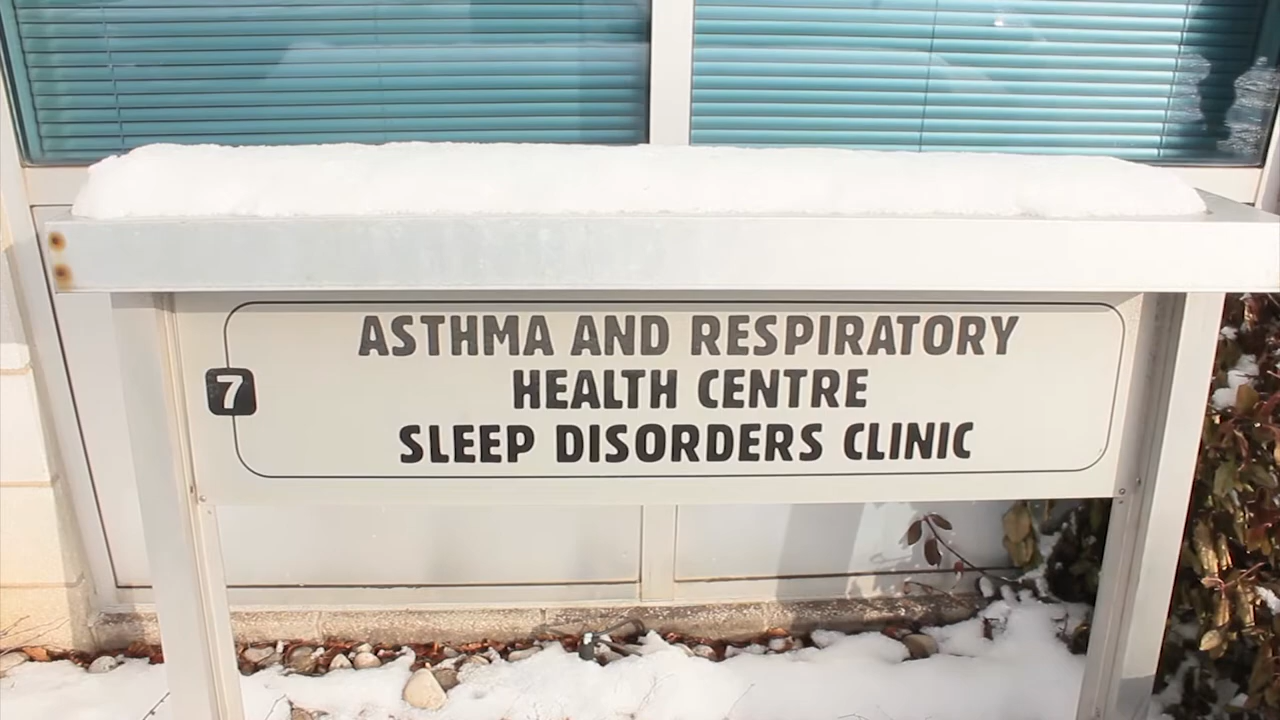 ASTHMA AND RESPIRATORY
HEALTH CENTRE
7
SLEEP DISORDERS CLINIC